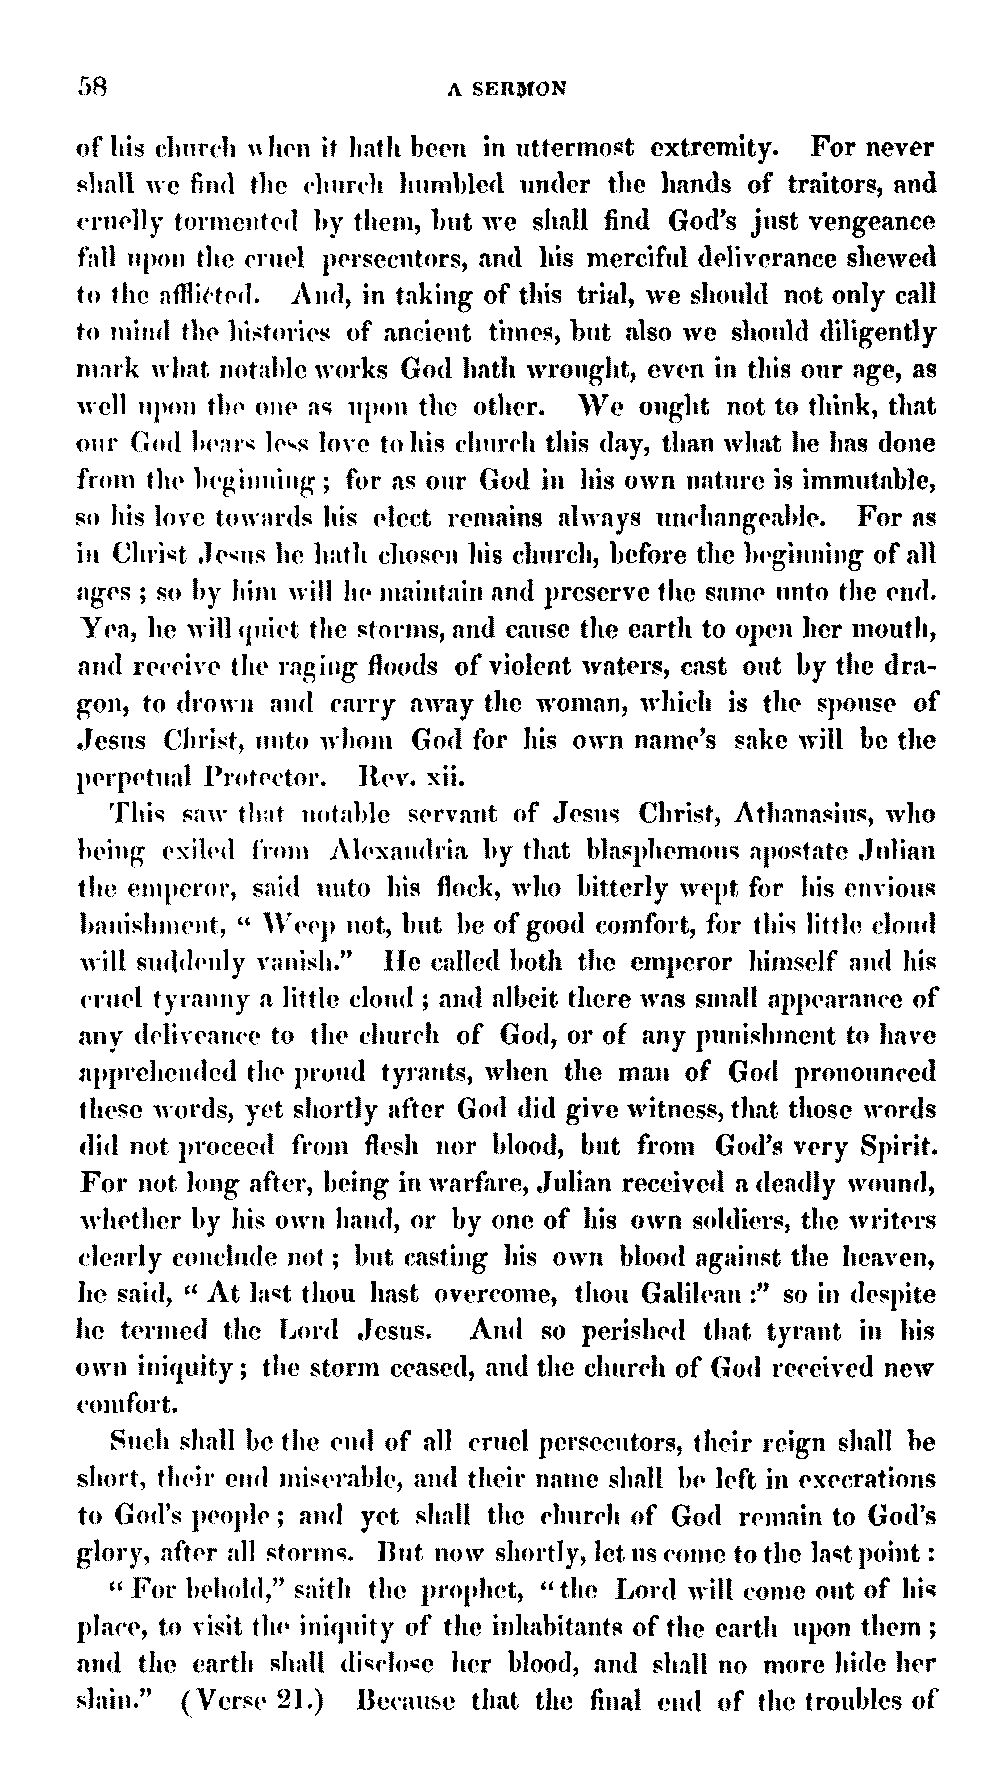 58 A SERMON
of his church when it hath been in uttermost extremity. For never
shall we find the church humbled under the hands of traitors, and
cruelly tormented by them, but we shall find God's just vengeance
fall upon the cruel persecutors, and his merciful deliverance shewed
to the afflicted. And, in taking of this trial, we should not only call
to mind the histories of ancient times, but also we should diligently
mark what notable works God hath wrought, even in this our age, as
well upon the one as upon the other. We ought not to think, that
our God bears less love to his church this day, than what he has done
from the beginning; for as our God in his own nature is immutable,
so his love towards his elect remains always unchangeable. For as
in Christ Jesus he hath chosen his church, before the beginning of all
ages; so by him will he maintain and preserve the same unto the end.
Yea, he will quiet the storms, and cause the earth to open her mouth,
and receive the raging floods of violent waters, cast out by the dra-
gon, to drown and carry away the woman, which is the spouse of
Jesus Christ, unto whom God for his own name's sake will be the
perpetual Protector. Rev. xii.
This saw that notable servant of Jesus Christ, Athanasius, who
being exiled from Alexandria by that blasphemous apostate Julian
the emperor, said unto his flock, who bitterly wept for his envious
banishment, "Weep not, but be of good comfort, for this little cloud
will suddenly vanish." He called both the emperor himself and his
cruel tyranny a little cloud; and albeit there was small appearance of
any deliveance to the church of God, or of any punishment to have
apprehended the proud tyrants, when the man of God pronounced
these words, yet shortly after God did give witness, that those words
did not proceed from flesh nor blood, but from God's very Spirit.
For not long after, being in warfare, Julian received a deadly wound,
whether by his own hand, or by one of his own soldiers, the writers
clearly conclude not; but casting his own blood against the heaven,
he said, "At last thou hast overcome, thou Galilean:" so in despite
he termed the Lord Jesus. And so perished that tyrant in his
own iniquity; the storm ceased, and the church of God received new
comfort.
Such shall be the end of all cruel persecutors, their reign shall be
short, their end miserable, and their name shall be left in execrations
to God's people; and yet shall the church of God remain to God's
glory, after all storms. But now shortly, let us come to the last point:
"For behold," saith the prophet, "the Lord will come out of his
place, to visit the iniquity of the inhabitants of the earth upon them;
and the earth shall disclose her blood, and shall no more hide her
slain." (Verse 21.) Because that the final end of the troubles of